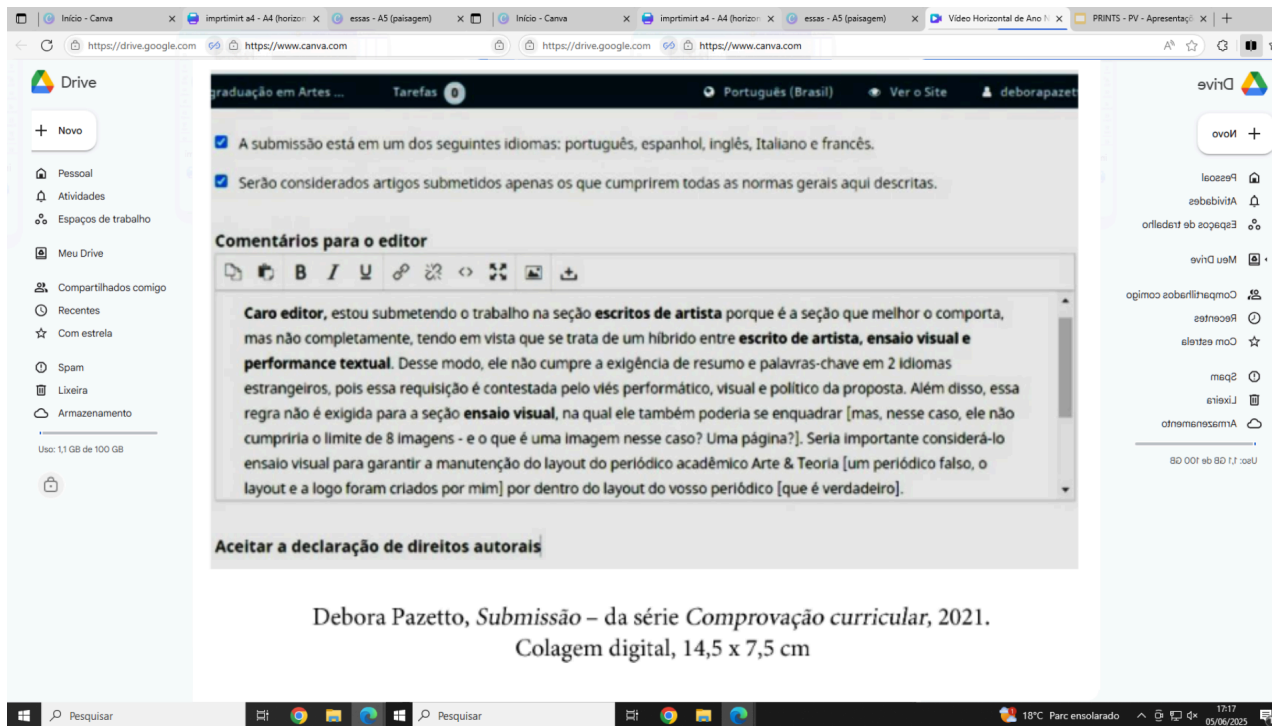 Início - Canva
imprtimirt a4 - A4 (horizon
essas - A5 (paisagem)
Início - Canva
imprtimirt a4 - A4 (horizon
essas - A5 (paisagem)
Vídeo Horizontal de Ano N
PRINTS - PV - Apresentaçã
https://drive.google.com
https://www.canva.com
https://drive.google.com
https://www.canva.com
Drive
Novo
Pessoal
Atividades
Espaços de trabalho
Meu Drive
Compartilhados comigo
Recentes
Com estrela
Spam
Lixeira
Armazenamento
Uso: 1,1 GB de 100 GB
graduação em Artes ...
Tarefas 0
Português (Brasil)
Ver o Site
deborapazett
A submissão está em um dos seguintes idiomas: português, espanhol, inglês, Italiano e francês.
Serão considerados artigos submetidos apenas os que cumprirem todas as normas gerais aqui descritas.
Comentários para o editor
B I U
Caro editor, estou submetendo o trabalho na seção escritos de artista porque é a seção que melhor o comporta,
mas não completamente, tendo em vista que se trata de um híbrido entre escrito de artista, ensaio visual e
performance textual. Desse modo, ele não cumpre a exigência de resumo e palavras-chave em 2 idiomas
estrangeiros, pois essa requisição é contestada pelo viés performático, visual e político da proposta. Além disso, essa
regra não é exigida para a seção ensaio visual, na qual ele também poderia se enquadrar [mas, nesse caso, ele não
cumpriria o limite de 8 imagens - e o que é uma imagem nesse caso? Uma página?]. Seria importante considerá-lo
ensaio visual para garantir a manutenção do layout do periódico acadêmico Arte & Teoria [um periódico falso, o
layout e a logo foram criados por mim] por dentro do layout do vosso periódico [que é verdadeiro].
Aceitar a declaração de direitos autorais
Debora Pazetto, Submissão – da série Comprovação curricular, 2021.
Colagem digital, 14,5 x 7,5 cm
Drive
Novo
Pessoal
Atividades
Espaços de trabalho
Meu Drive
Compartilhados comigo
Recentes
Com estrela
Spam
Lixeira
Armazenamento
Uso: 1,1 GB de 100 GB
Pesquisar
Pesquisar
18°C Parc ensolarado
17:17
05/06/2025